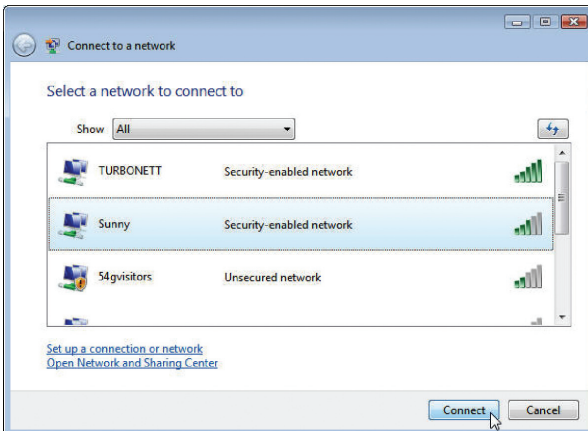 Connect to a network
Select a network to connect to
Show All
TURBONETT Security-enabled network
Sunny Security-enabled network
54gvisitors Unsecured network
Set up a connection or network
Open Network and Sharing Center
Connect Cancel